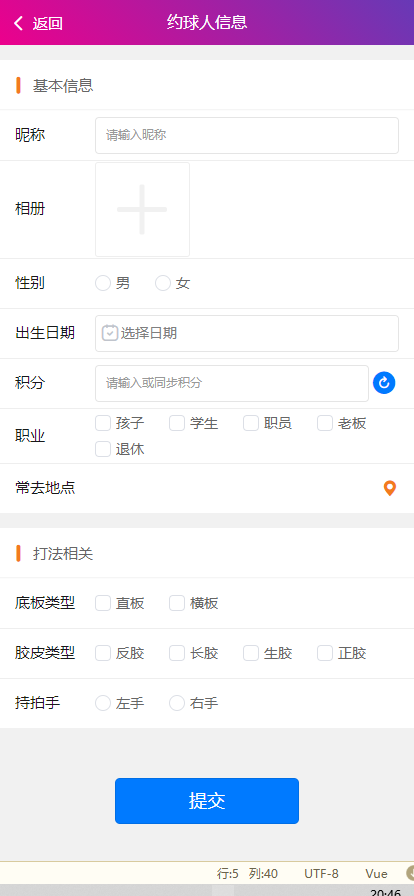 返回 约球人信息
基本信息
昵称 请输入昵称
相册
性别 男 女
出生日期 选择日期
积分 请输入或同步积分
职业 孩子 学生 职员 老板
退休
常去地点
打法相关
底板类型 直板 横板
胶皮类型 反胶 长胶 生胶 正胶
持拍手 左手 右手
提交
行:5 列:40 UTF-8 Vue
20:46